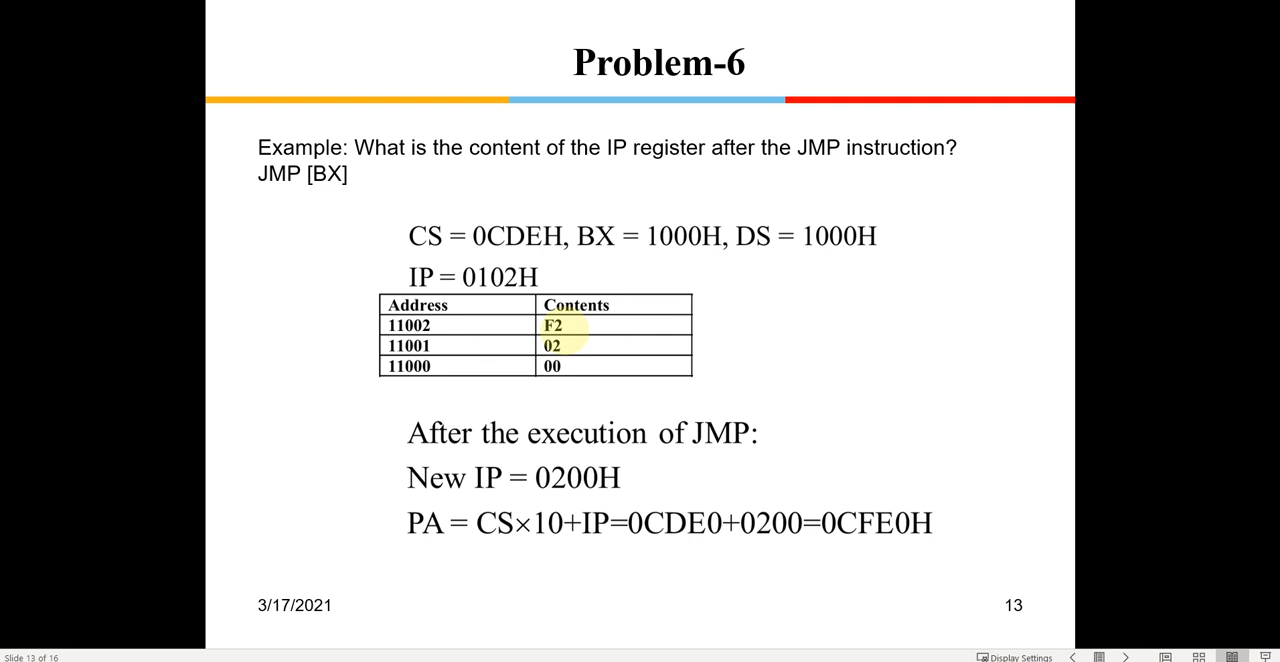 Problem-6
Example: What is the content of the IP register after the JMP instruction?
JMP [BX]
CS = 0CDEH, BX = 1000H, DS = 1000H
IP = 0102H
Address Contents
11002 F2
11001 02
11000 00
After the execution of JMP:
New IP = 0200H
PA = CS×10+IP=0CDE0+0200=0CFE0H
3/17/2021 13
Slide 13 of 16 Display Settings